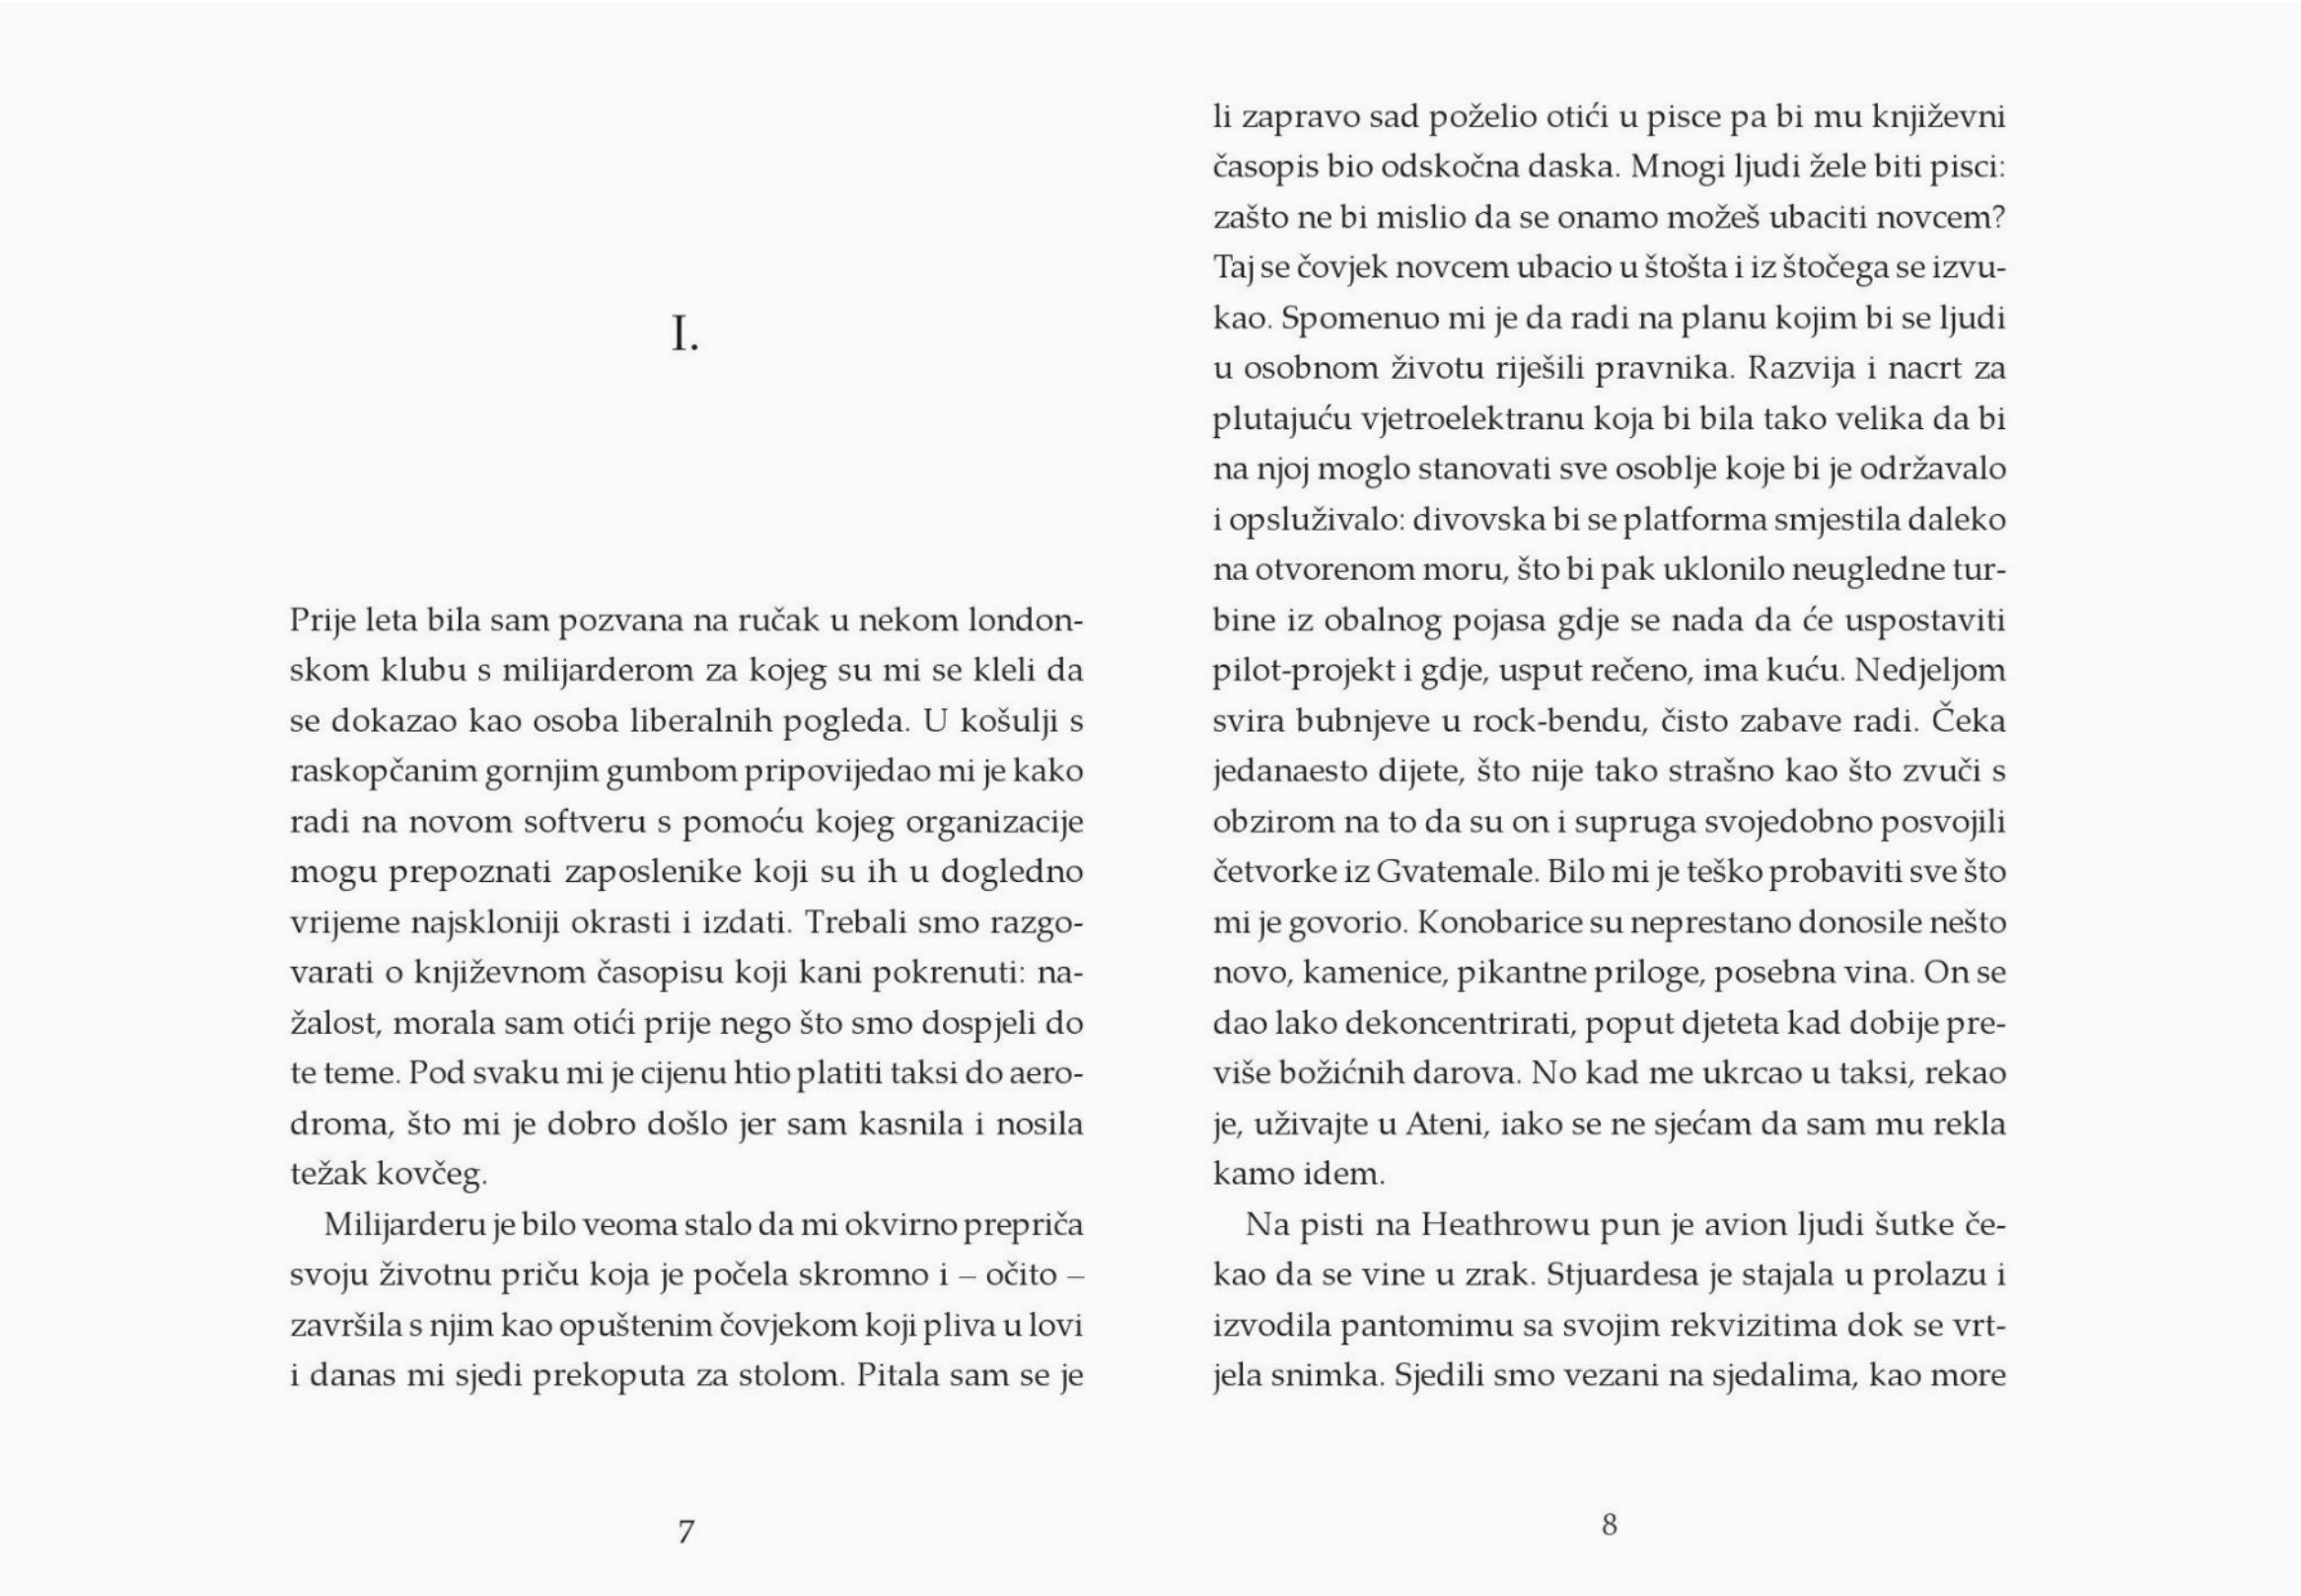 I.
Prije leta bila sam pozvana na ručak u nekom london-
skom klubu s milijarderom za kojeg su mi se kleli da
se dokazao kao osoba liberalnih pogleda. U košulji s
raskopčanim gornjim gumbom pripovijedao mi je kako
radi na novom softveru s pomoću kojeg organizacije
mogu prepoznati zaposlenike koji su ih u dogledno
vrijeme najskloniji okrasti i izdati. Trebali smo razgo-
varati o književnom časopisu koji kani pokrenuti: na-
žalost, morala sam otići prije nego što smo dospjeli do
te teme. Pod svaku mi je cijenu htio platiti taksi do aero-
droma, što mi je dobro došlo jer sam kasnila i nosila
težak kovčeg.
Milijarderu je bilo veoma stalo da mi okvirno prepriča
svoju životnu priču koja je počela skromno i – očito –
završila s njim kao opuštenim čovjekom koji pliva u lovi
i danas mi sjedi prekoputa za stolom. Pitala sam se je
7
li zapravo sad poželio otići u pisce pa bi mu književni
časopis bio odskočna daska. Mnogi ljudi žele biti pisci:
zašto ne bi mislio da se onamo možeš ubaciti novcem?
Taj se čovjek novcem ubacio u štošta i iz štočega se izvu-
kao. Spomenuo mi je da radi na planu kojim bi se ljudi
u osobnom životu riješili pravnika. Razvija i nacrt za
plutajuću vjetroelektranu koja bi bila tako velika da bi
na njoj moglo stanovati sve osoblje koje bi je održavalo
i opsluživalo: divovska bi se platforma smjestila daleko
na otvorenom moru, što bi pak uklonilo neugledne tur-
bine iz obalnog pojasa gdje se nada da će uspostaviti
pilot-projekt i gdje, usput rečeno, ima kuću. Nedjeljom
svira bubnjeve u rock-bendu, čisto zabave radi. Čeka
jedanaesto dijete, što nije tako strašno kao što zvuči s
obzirom na to da su on i supruga svojedobno posvojili
četvorke iz Gvatemale. Bilo mi je teško probaviti sve što
mi je govorio. Konobarice su neprestano donosile nešto
novo, kamenice, pikantne priloge, posebna vina. On se
dao lako dekoncentrirati, poput djeteta kad dobije pre-
više božićnih darova. No kad me ukrcao u taksi, rekao
je, uživajte u Ateni, iako se ne sjećam da sam mu rekla
kamo idem.
Na pisti na Heathrowu pun je avion ljudi šutke če-
kao da se vine u zrak. Stjuardesa je stajala u prolazu i
izvodila pantomimu sa svojim rekvizitima dok se vrt-
jela snimka. Sjedili smo vezani na sjedalima, kao more
8